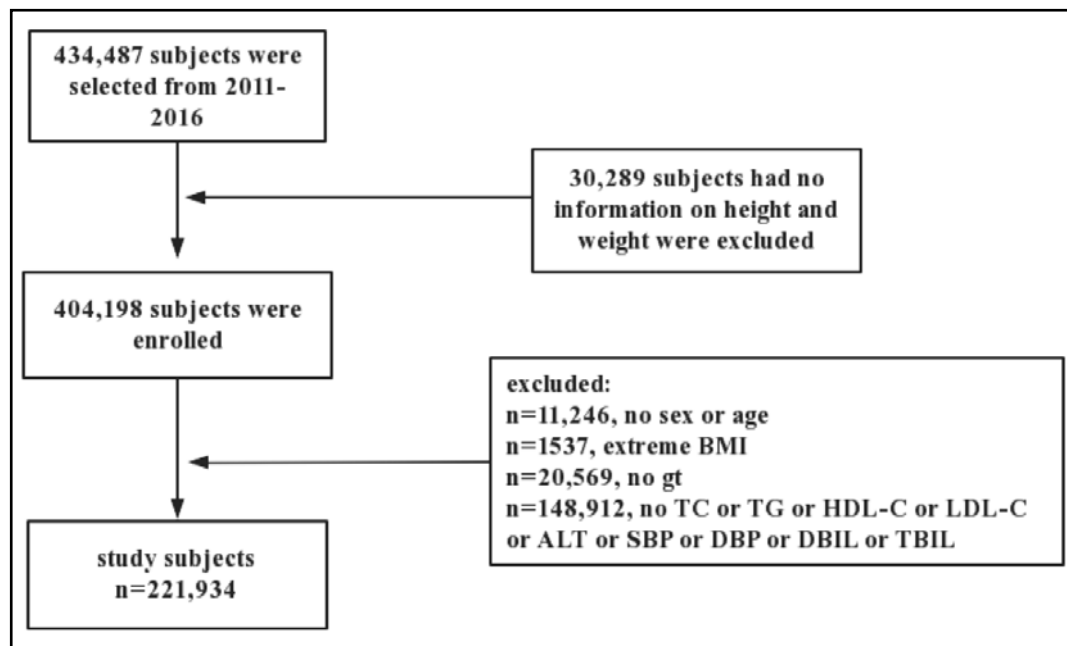 434,487 subjects were
selected from 2011-
2016
30,289 subjects had no
information on height and
weight were excluded
404,198 subjects were
enrolled
excluded:
n=11,246, no sex or age
n=1537, extreme BMI
n=20,569, no gt
n=148,912, no TC or TG or HDL-C or LDL-C
or ALT or SBP or DBP or DBIL or TBIL
study subjects
n=221,934